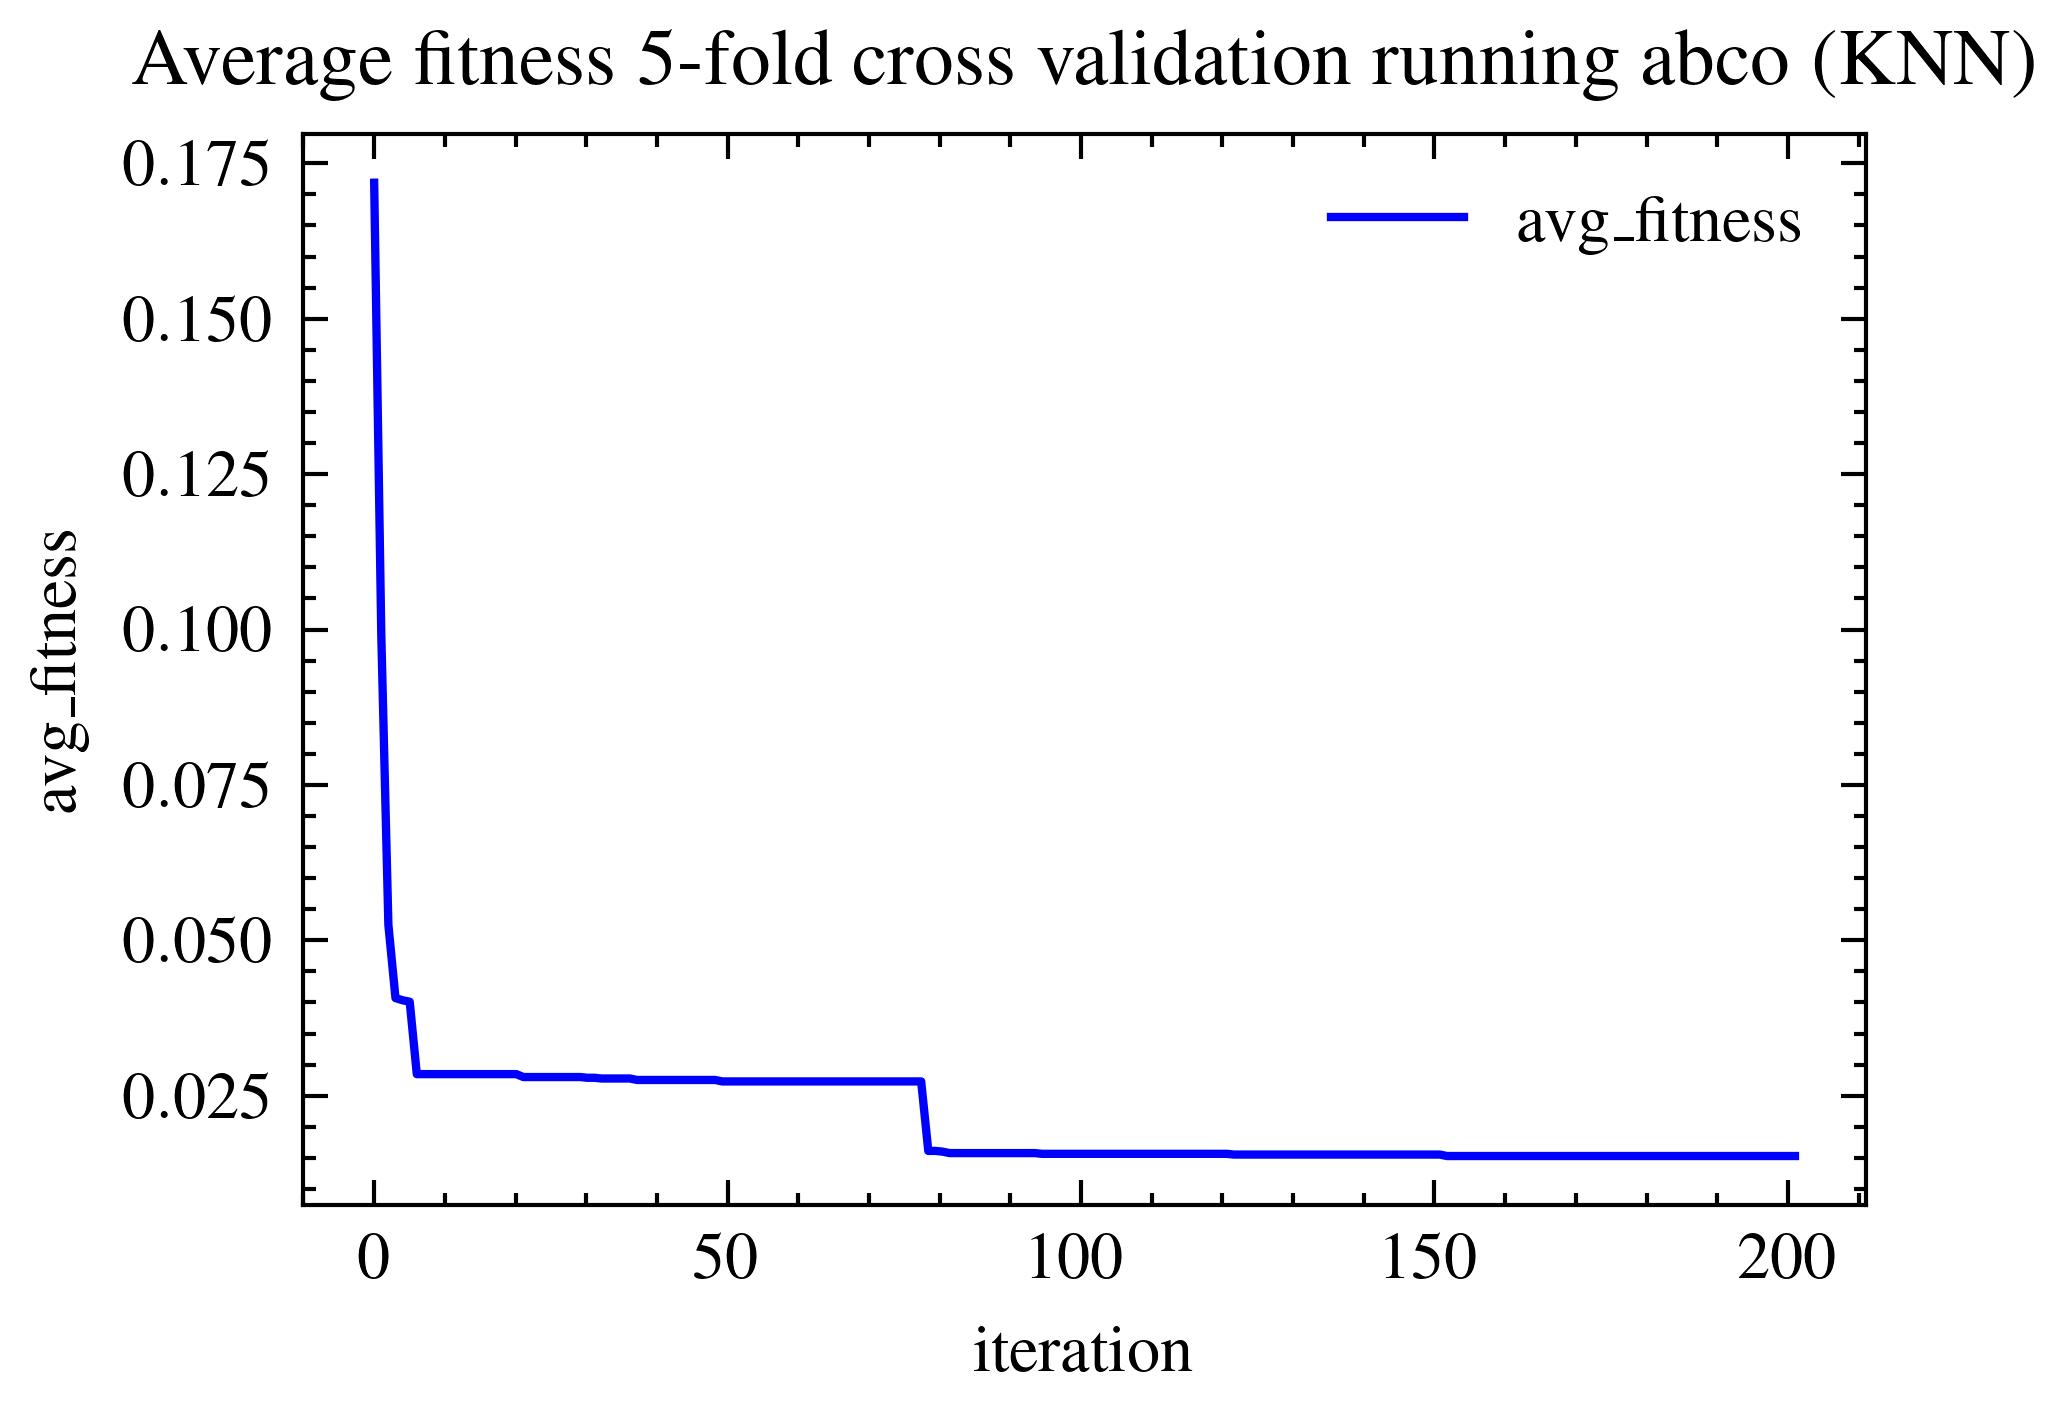 Average fitness 5-fold cross validation running abco (KNN)
avg_fitness
0.175
0.150
0.125
0.100
0.075
0.050
0.025
avg_fitness
0 50 100 150 200
iteration